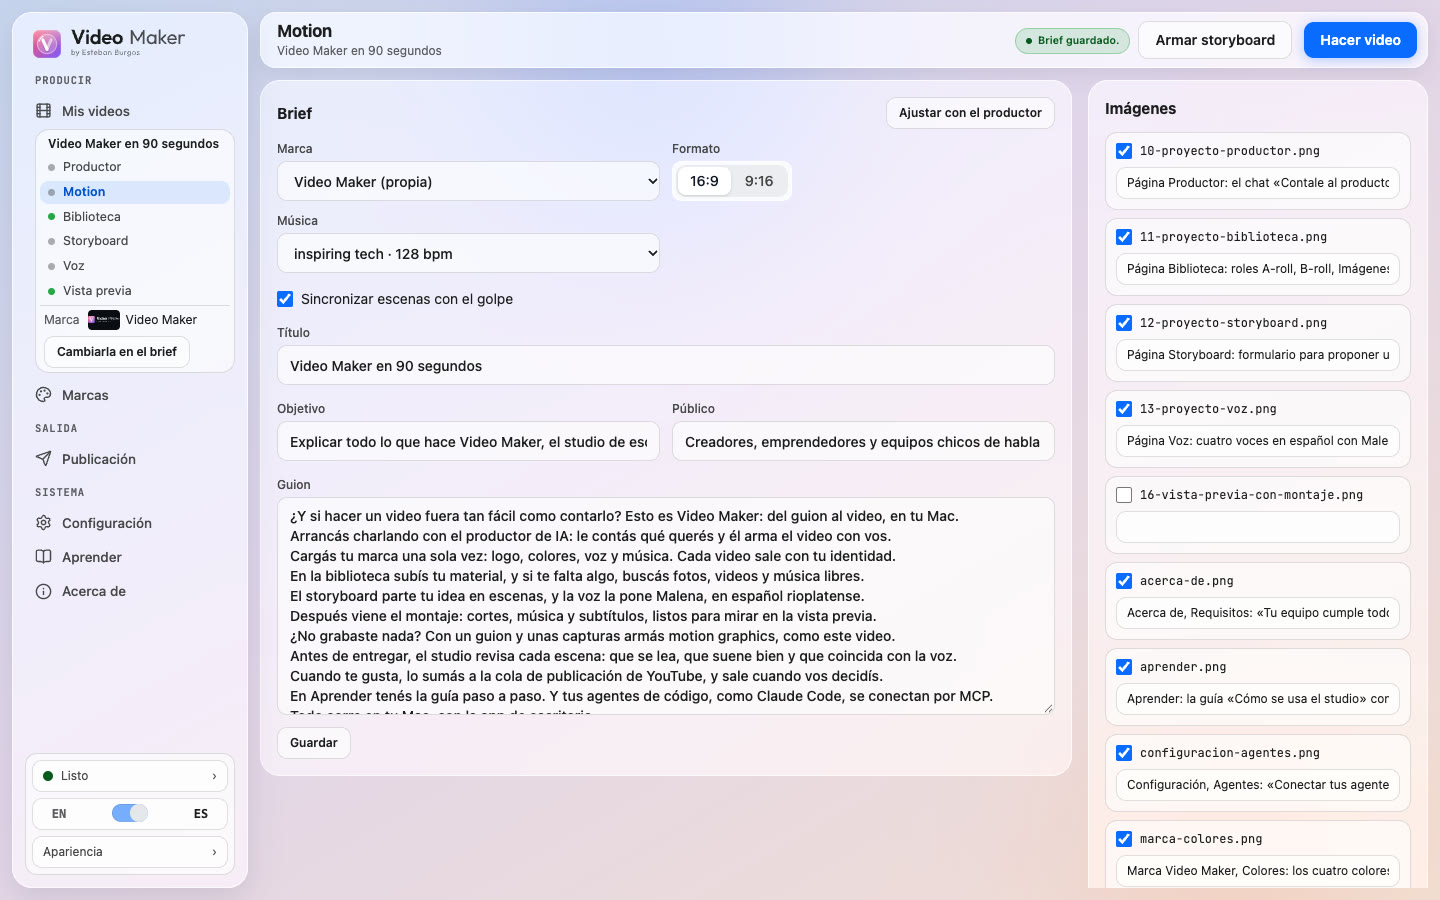 Video Maker
by Esteban Burgos
PRODUCIR
Mis videos
Video Maker en 90 segundos
Productor
Motion
Biblioteca
Storyboard
Voz
Vista previa
Marca
Video Maker
Cambiarla en el brief
Marcas
SALIDA
Publicación
SISTEMA
Configuración
Aprender
Acerca de
Listo
EN
ES
Apariencia
Motion
Video Maker en 90 segundos
Brief guardado.
Armar storyboard
Hacer video
Brief
Ajustar con el productor
Marca
Video Maker (propia)
Formato
16:9
9:16
Música
inspiring tech · 128 bpm
Sincronizar escenas con el golpe
Título
Video Maker en 90 segundos
Objetivo
Explicar todo lo que hace Video Maker, el studio de esc
Público
Creadores, emprendedores y equipos chicos de habla
Guion
¿Y si hacer un video fuera tan fácil como contarlo? Esto es Video Maker: del guion al video, en tu Mac.
Arrancás charlando con el productor de IA: le contás qué querés y él arma el video con vos.
Cargás tu marca una sola vez: logo, colores, voz y música. Cada video sale con tu identidad.
En la biblioteca subís tu material, y si te falta algo, buscás fotos, videos y música libres.
El storyboard parte tu idea en escenas, y la voz la pone Malena, en español rioplatense.
Después viene el montaje: cortes, música y subtítulos, listos para mirar en la vista previa.
¿No grabaste nada? Con un guion y unas capturas armás motion graphics, como este video.
Antes de entregar, el studio revisa cada escena: que se lea, que suene bien y que coincida con la voz.
Cuando te gusta, lo sumás a la cola de publicación de YouTube, y sale cuando vos decidís.
En Aprender tenés la guía paso a paso. Y tus agentes de código, como Claude Code, se conectan por MCP.
Todo corre en tu Mac, con la app de escritorio.
Guardar
Imágenes
10-proyecto-productor.png
Página Productor: el chat «Contale al producto
11-proyecto-biblioteca.png
Página Biblioteca: roles A-roll, B-roll, Imágenes
12-proyecto-storyboard.png
Página Storyboard: formulario para proponer u
13-proyecto-voz.png
Página Voz: cuatro voces en español con Male
16-vista-previa-con-montaje.png
acerca-de.png
Acerca de, Requisitos: «Tu equipo cumple todo
aprender.png
Aprender: la guía «Cómo se usa el studio» con
configuracion-agentes.png
Configuración, Agentes: «Conectar tus agente
marca-colores.png
Marca Video Maker, Colores: los cuatro colores